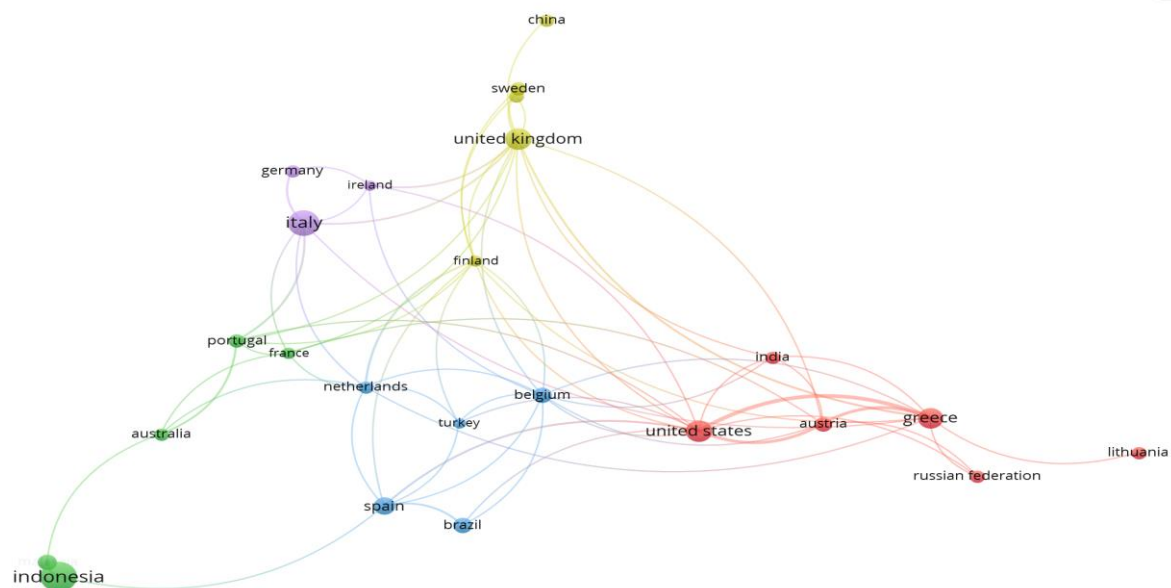 china
sweden
united kingdom
germany
ireland
italy
finland
portugal
france
india
netherlands
belgium
greece
turkey
united states
austria
australia
lithuania
russian federation
spain
brazil
indonesia